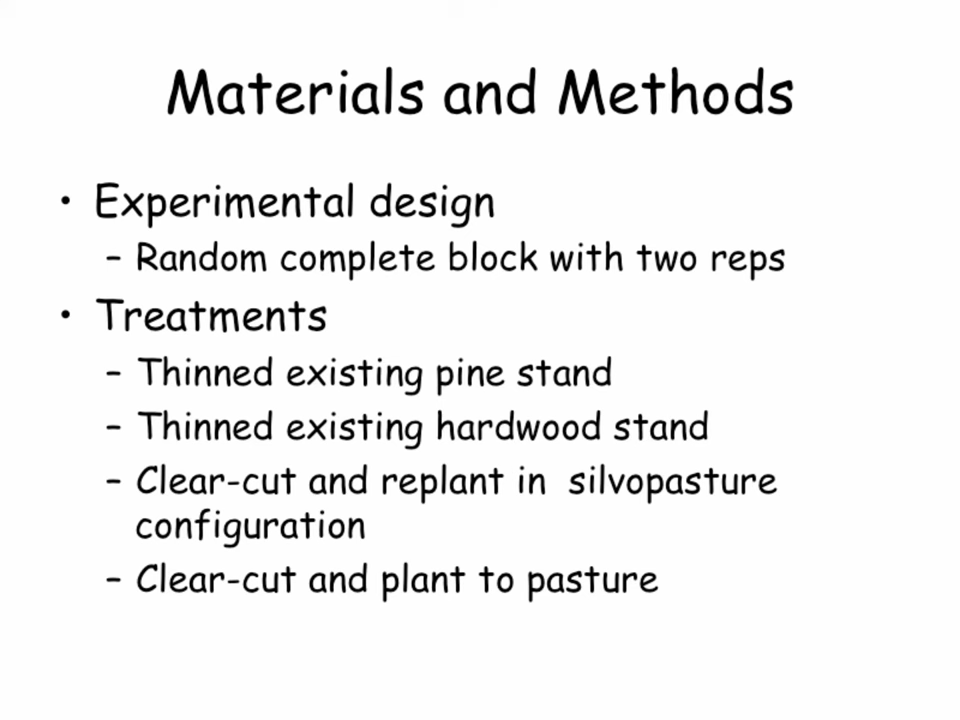 Materials and Methods
• Experimental design
– Random complete block with two reps
• Treatments
– Thinned existing pine stand
– Thinned existing hardwood stand
– Clear-cut and replant in silvopasture
configuration
– Clear-cut and plant to pasture